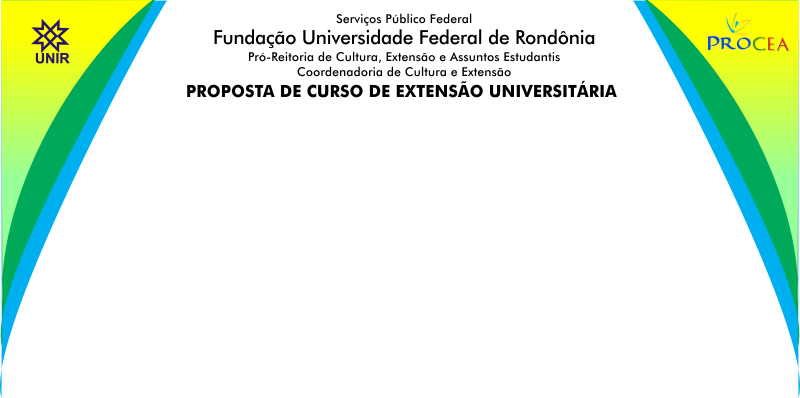 Serviços Público Federal
Fundação Universidade Federal de Rondônia
Pró-Reitoria de Cultura, Extensão e Assuntos Estudantis
Coordenadoria de Cultura e Extensão
PROPOSTA DE CURSO DE EXTENSÃO UNIVERSITÁRIA
UNIR
PROCEA